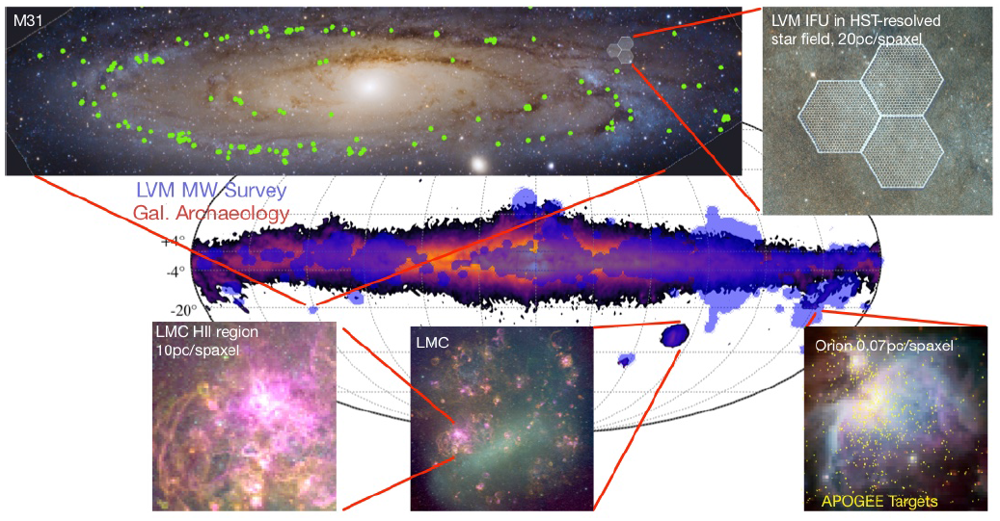 M31
LVM IFU in HST-resolved
star field, 20pc/spaxel
LVM MW Survey
Gal. Archaeology
+4°
-4°
-20°
LMC HII region
10pc/spaxel
LMC
Orion 0,07pc/spaxel
APOGEE Targets